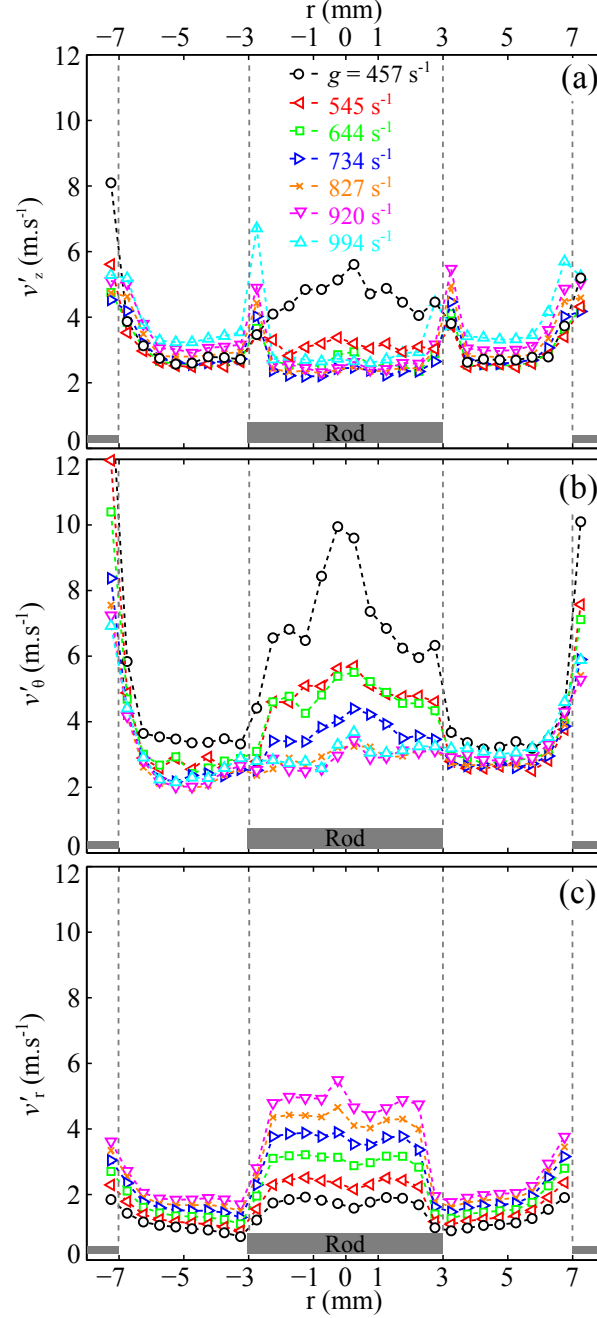 r (mm)
−7 −5 −3 −1 0 1 3 5 7
12
(a)
g = 457 s-1
545 s-1
10
644 s-1
734 s-1
8
827 s-1
920 s-1
6
994 s-1
v′z (m.s-1)
4
2
0
Rod
12
(b)
10
8
v′θ (m.s-1)
6
4
2
0
Rod
12
(c)
10
8
v′r (m.s-1)
6
4
2
0
Rod
−7 −5 −3 −1 0 1 3 5 7
r (mm)